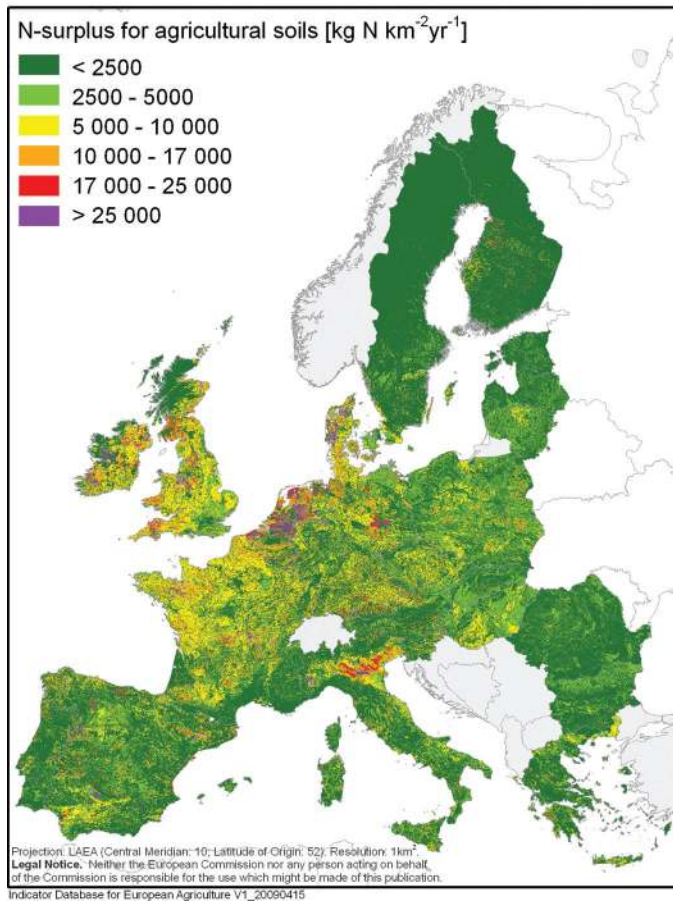 N-surplus for agricultural soils [kg N km⁻²yr⁻¹]
< 2500
2500 - 5000
5 000 - 10 000
10 000 - 17 000
17 000 - 25 000
> 25 000
Projection: LAEA (Central Meridian: 10; Latitude of Origin: 52). Resolution: 1km².
Legal Notice. Neither the European Commission nor any person acting on behalf
of the Commission is responsible for the use which might be made of this publication.
Indicator Database for European Agriculture V1_20090415